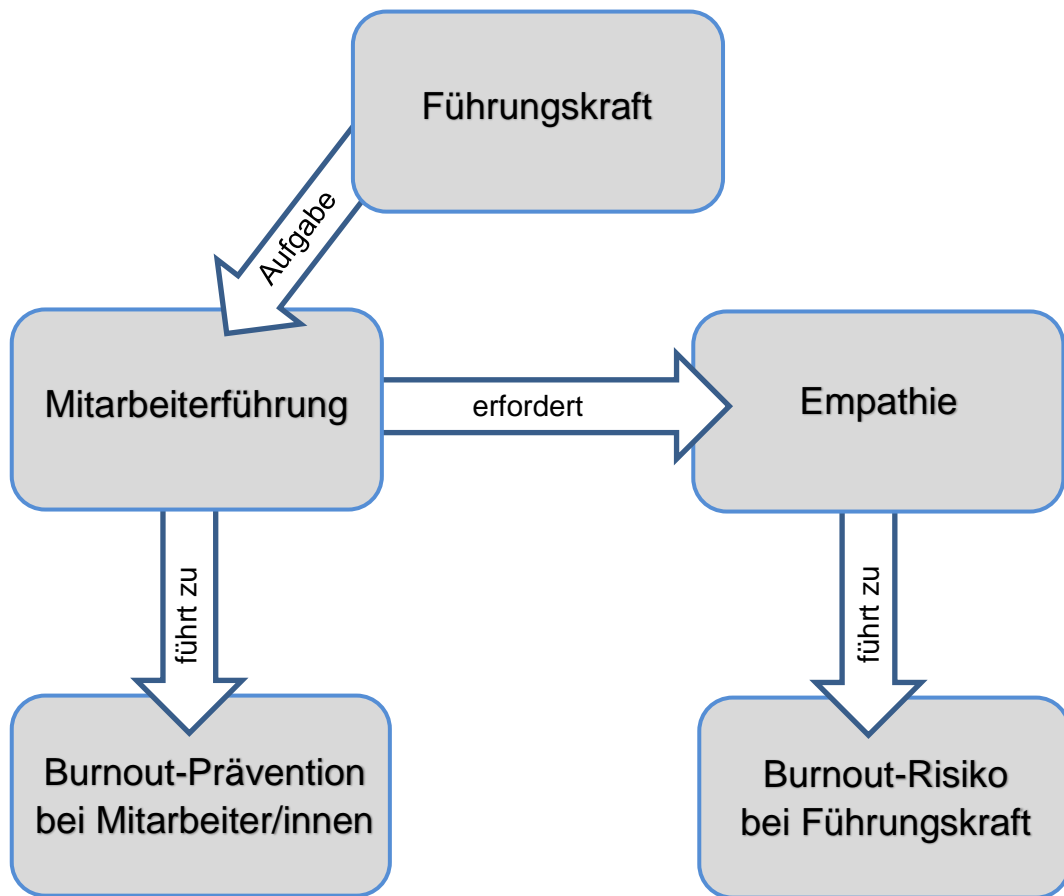 Führungskraft
Aufgabe
Mitarbeiterführung
erfordert
Empathie
führt zu
führt zu
Burnout-Prävention
bei Mitarbeiter/innen
Burnout-Risiko
bei Führungskraft